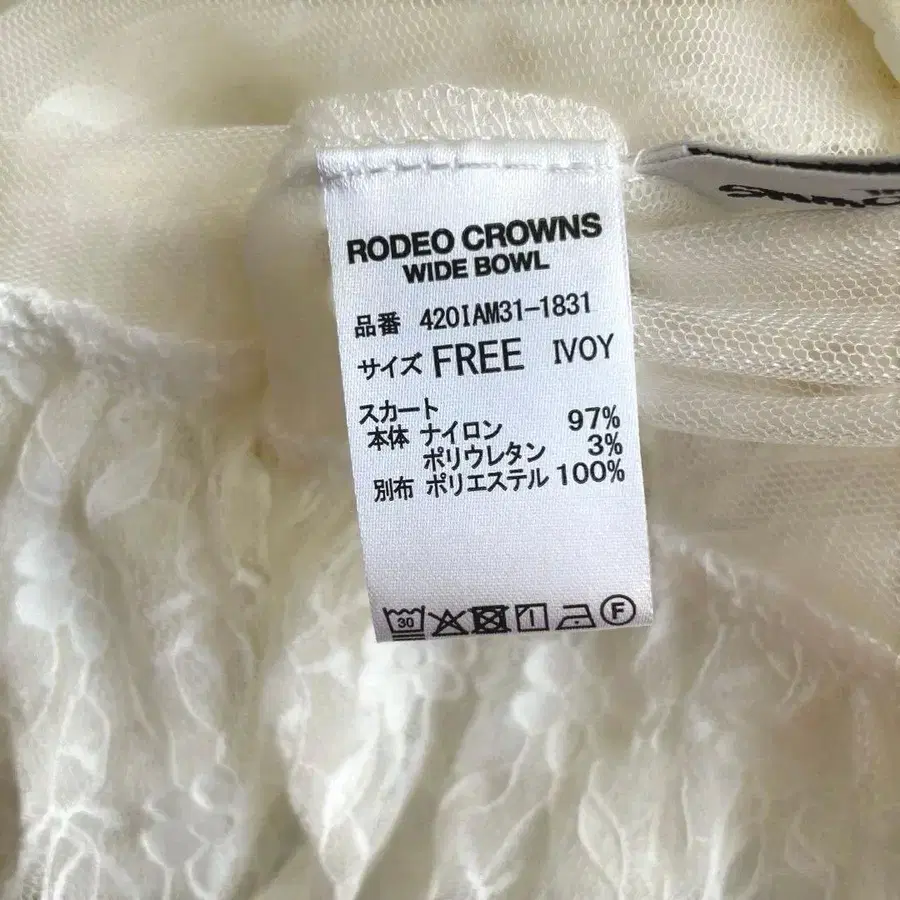 RODEO CROWNS
WIDE BOWL
品番 420IAM31-1831
サイズ FREE IVOY
スカート
本体 ナイロン 97%
ポリウレタン 3%
別布 ポリエステル 100%
30
F